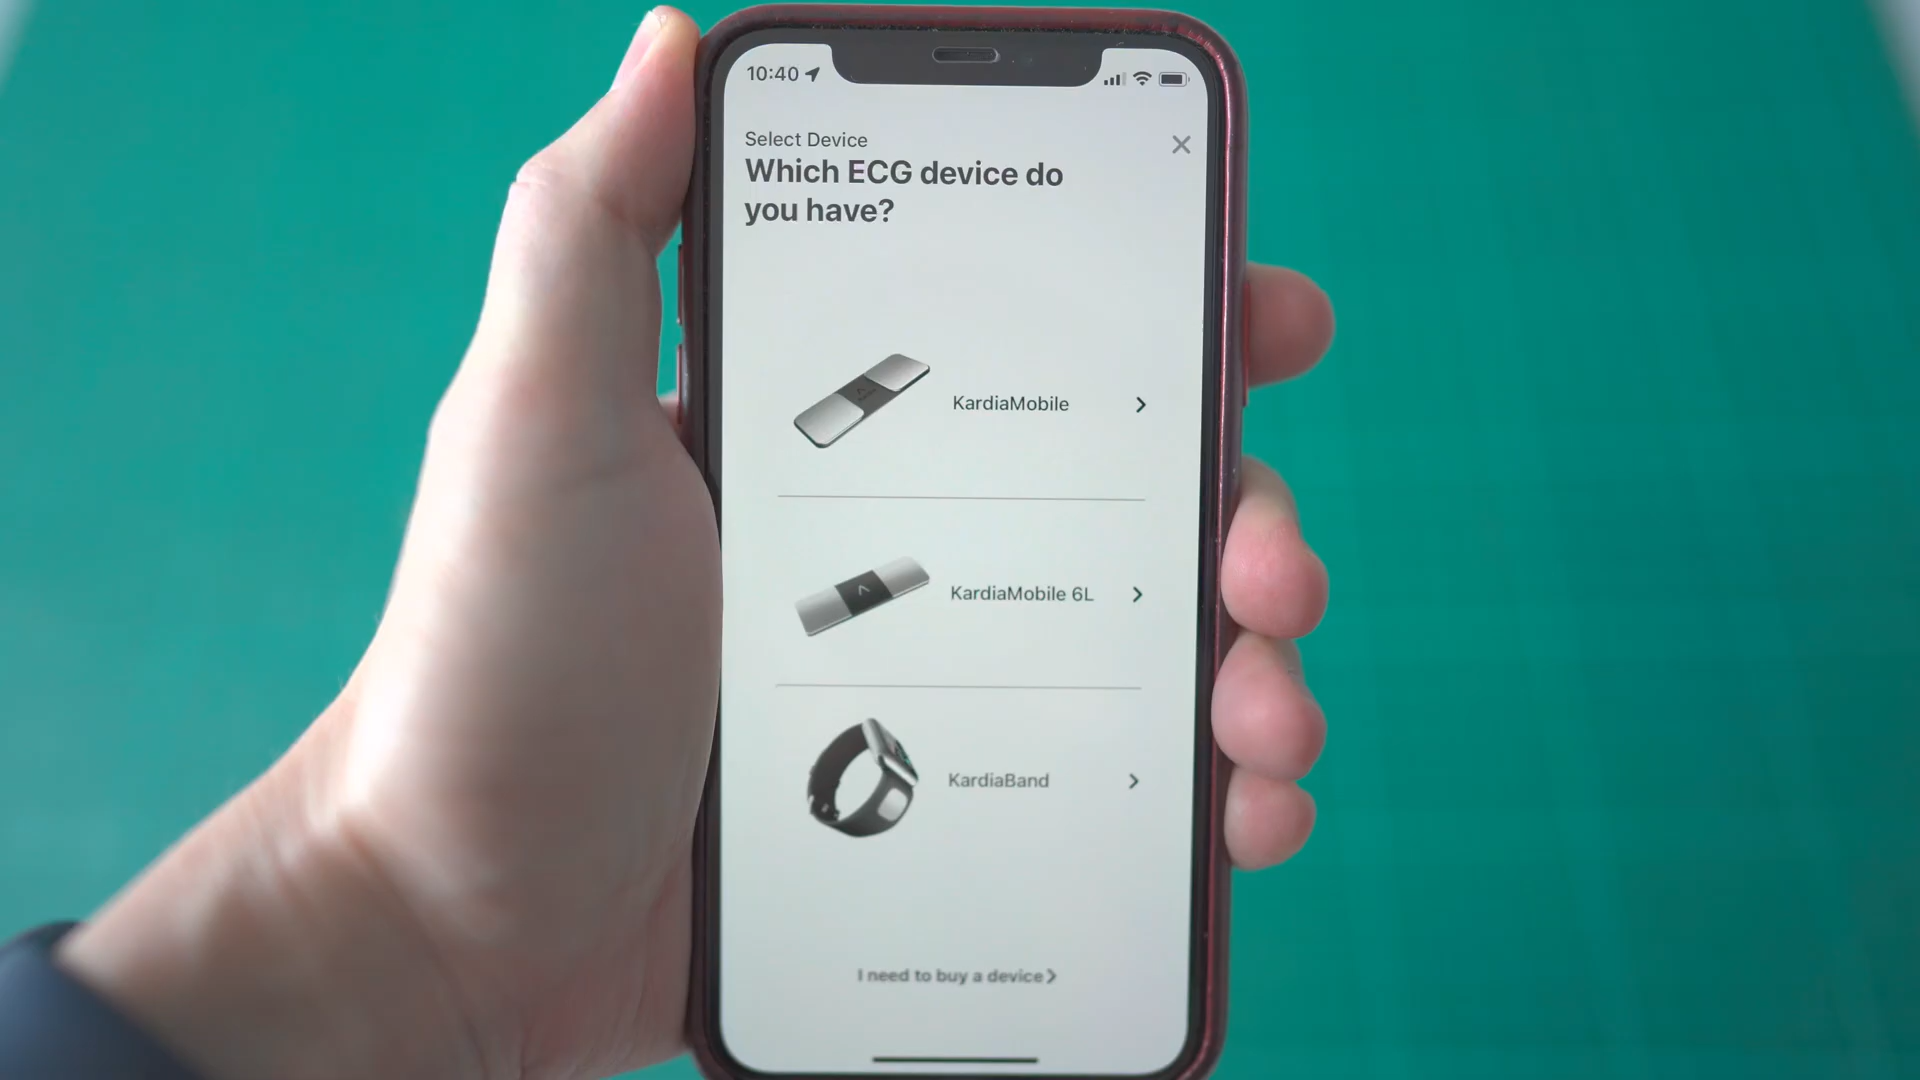 10:40
Select Device
Which ECG device do
you have?
KardiaMobile
KardiaMobile 6L
KardiaBand
I need to buy a device